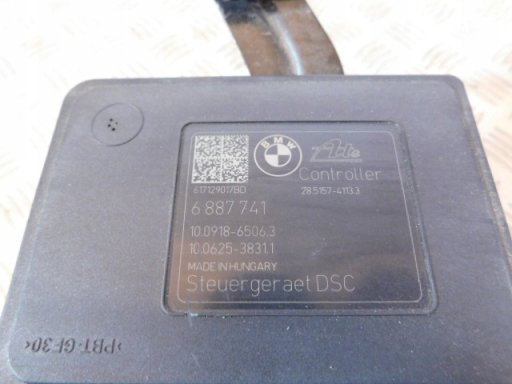 BMW
Ate
Controller
617129017BD
28.5157-4113.3
6 887 741
10.0918-6506.3
10.0625-3831.1
MADE IN HUNGARY
Steuergeraet DSC
>PBT-GF30<